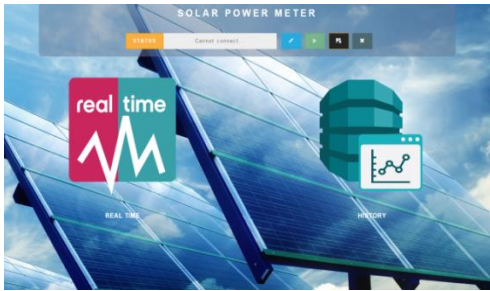 SOLAR POWER METER
STATUS Cannot connect...
real time
REAL TIME
HISTORY